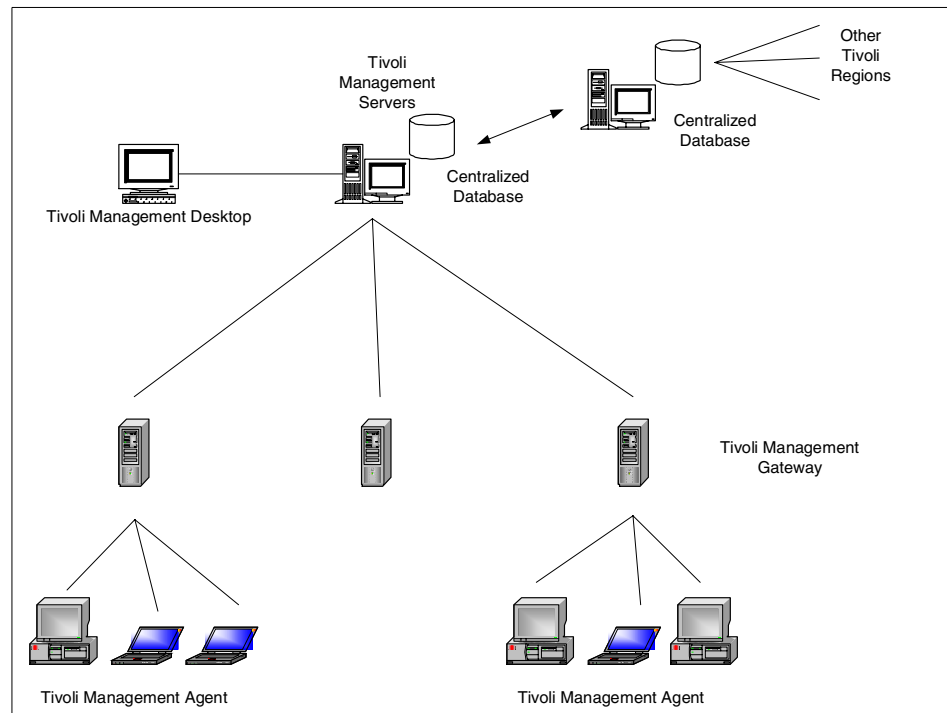 Other
Tivoli
Regions
Tivoli
Management
Servers
Centralized
Database
Centralized
Database
Tivoli Management Desktop
Tivoli Management
Gateway
Tivoli Management Agent
Tivoli Management Agent